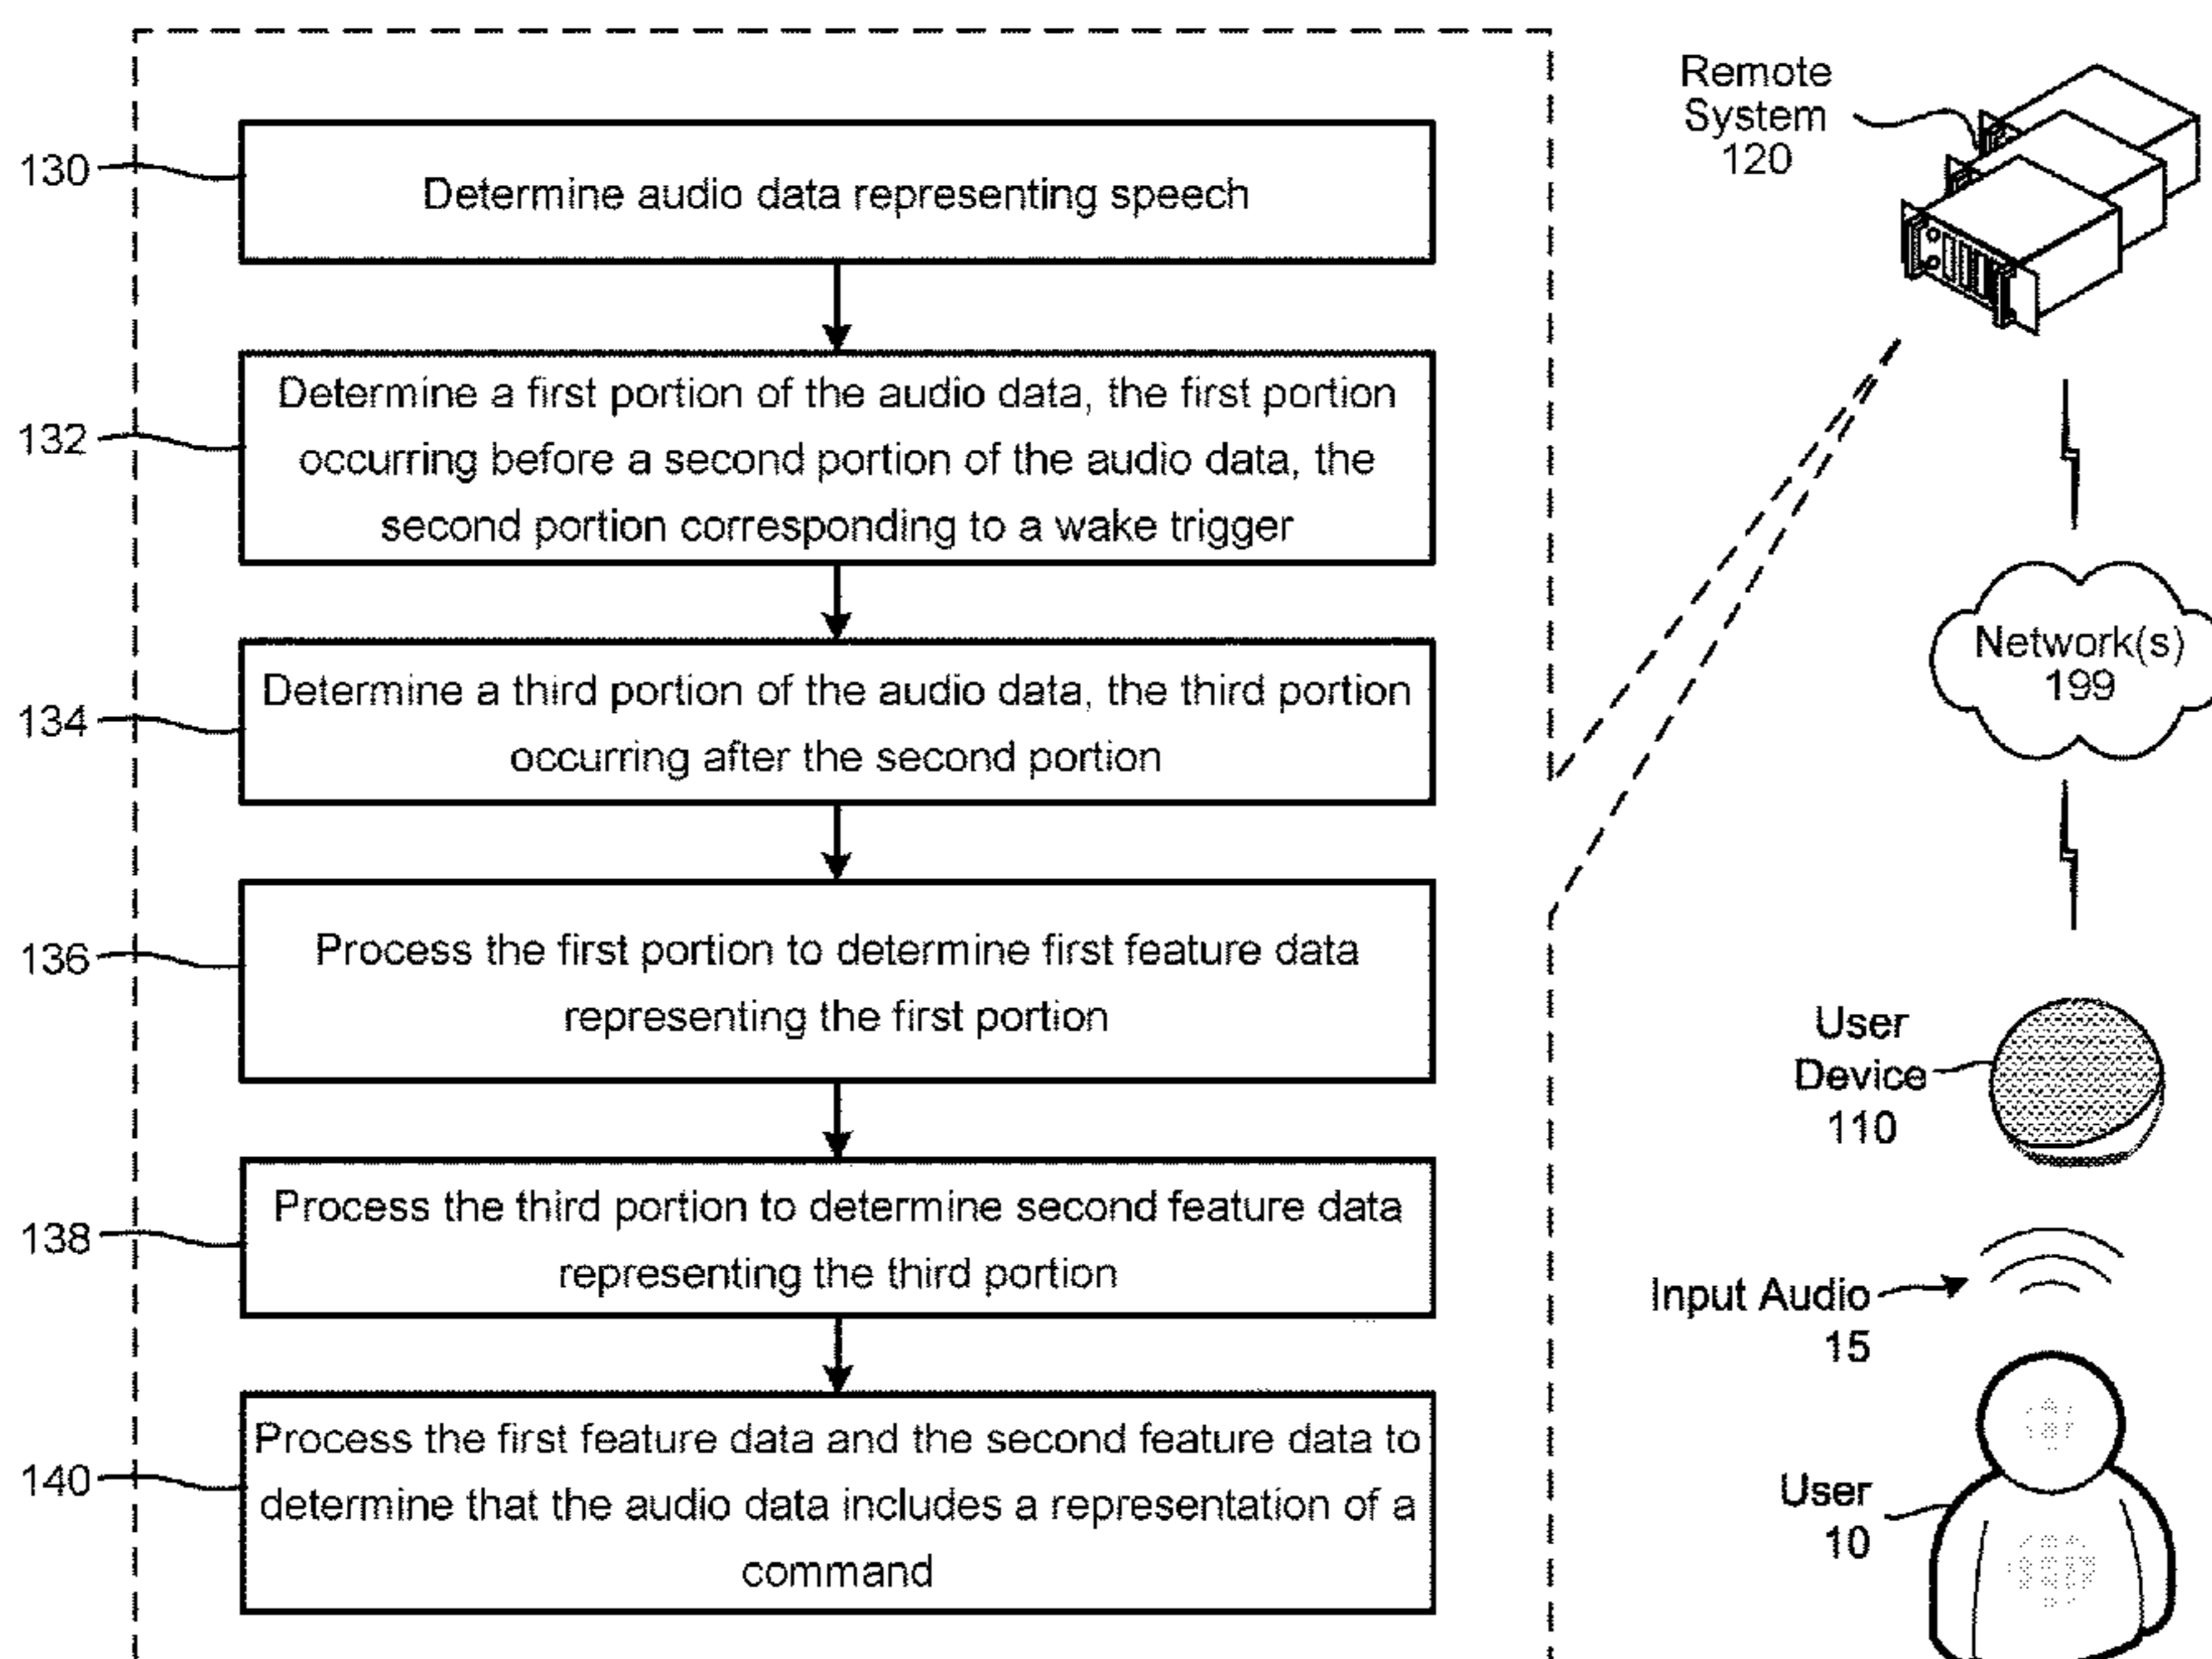 130
Determine audio data representing speech
132
Determine a first portion of the audio data, the first portion
occurring before a second portion of the audio data, the
second portion corresponding to a wake trigger
134
Determine a third portion of the audio data, the third portion
occurring after the second portion
136
Process the first portion to determine first feature data
representing the first portion
138
Process the third portion to determine second feature data
representing the third portion
140
Process the first feature data and the second feature data to
determine that the audio data includes a representation of a
command
Remote
System
120
Network(s)
199
User
Device
110
Input Audio
15
User
10